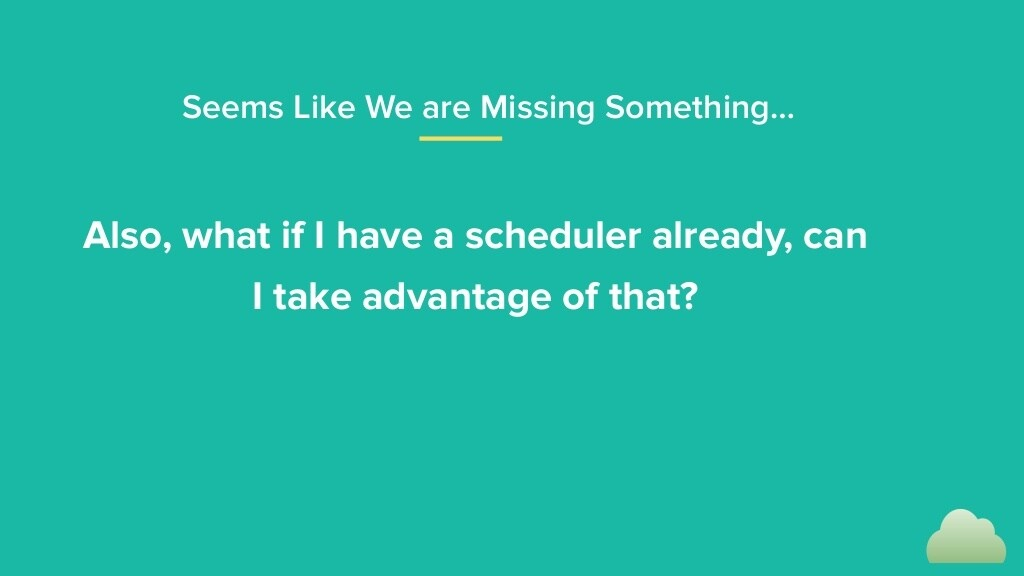 Seems Like We are Missing Something...
Also, what if I have a scheduler already, can
I take advantage of that?